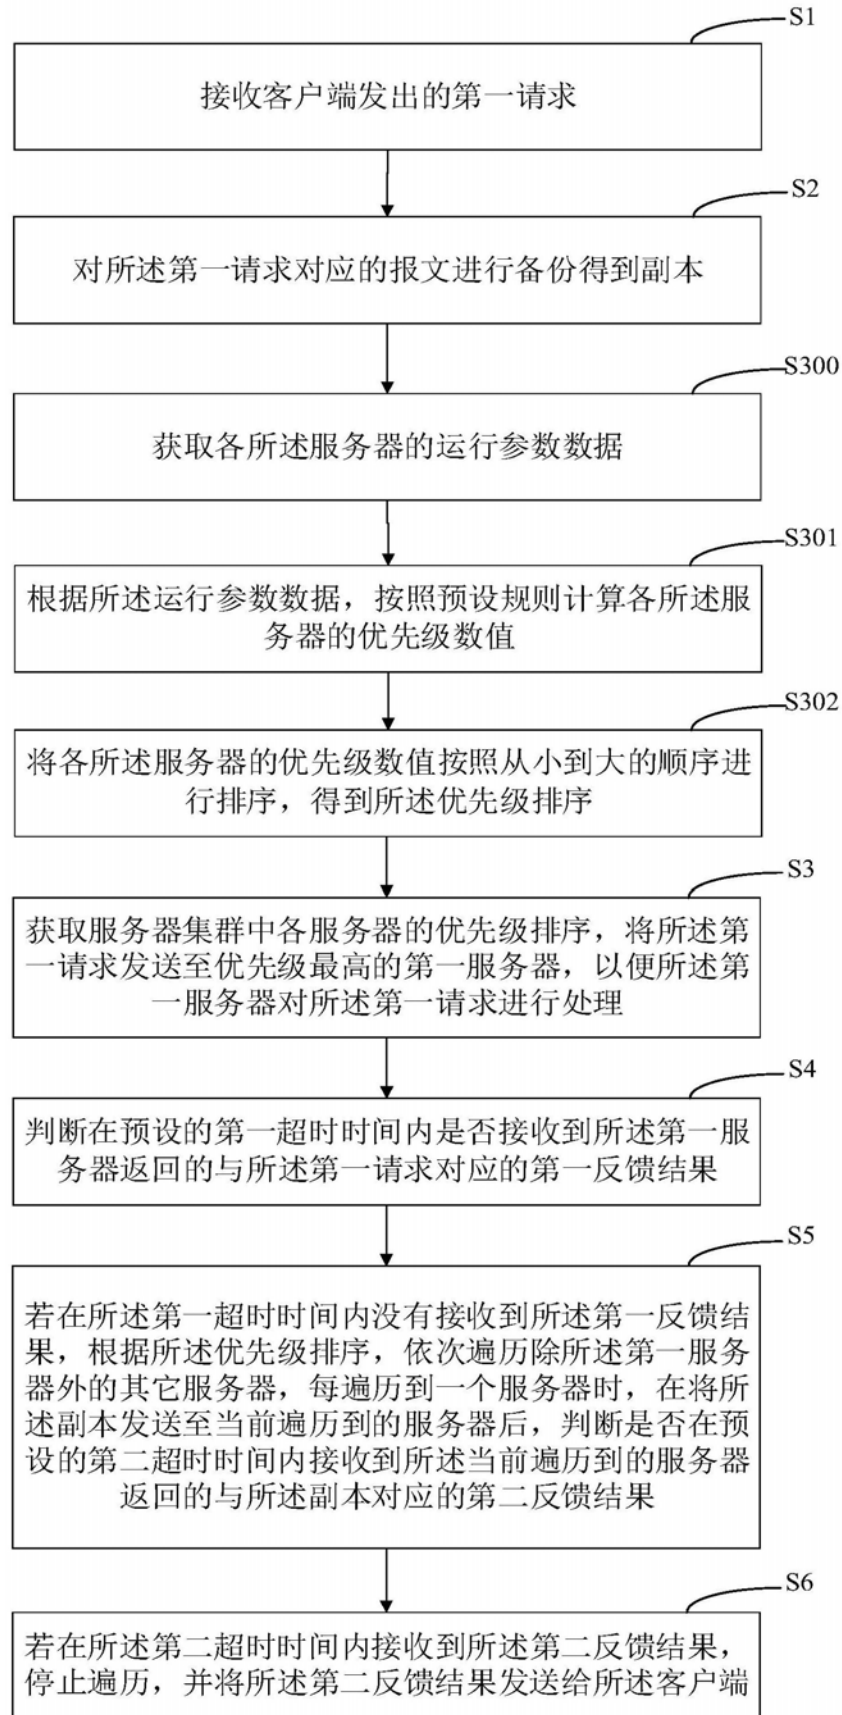 S1
接收客户端发出的第一请求
S2
对所述第一请求对应的报文进行备份得到副本
S300
获取各所述服务器的运行参数数据
S301
根据所述运行参数数据，按照预设规则计算各所述服
务器的优先级数值
S302
将各所述服务器的优先级数值按照从小到大的顺序进
行排序，得到所述优先级排序
S3
获取服务器集群中各服务器的优先级排序，将所述第
一请求发送至优先级最高的第一服务器，以便所述第
一服务器对所述第一请求进行处理
S4
判断在预设的第一超时时间内是否接收到所述第一服
务器返回的与所述第一请求对应的第一反馈结果
S5
若在所述第一超时时间内没有接收到所述第一反馈结
果，根据所述优先级排序，依次遍历除所述第一服务
器外的其它服务器，每遍历到一个服务器时，在将所
述副本发送至当前遍历到的服务器后，判断是否在预
设的第二超时时间内接收到所述当前遍历到的服务器
返回的与所述副本对应的第二反馈结果
S6
若在所述第二超时时间内接收到所述第二反馈结果，
停止遍历，并将所述第二反馈结果发送给所述客户端